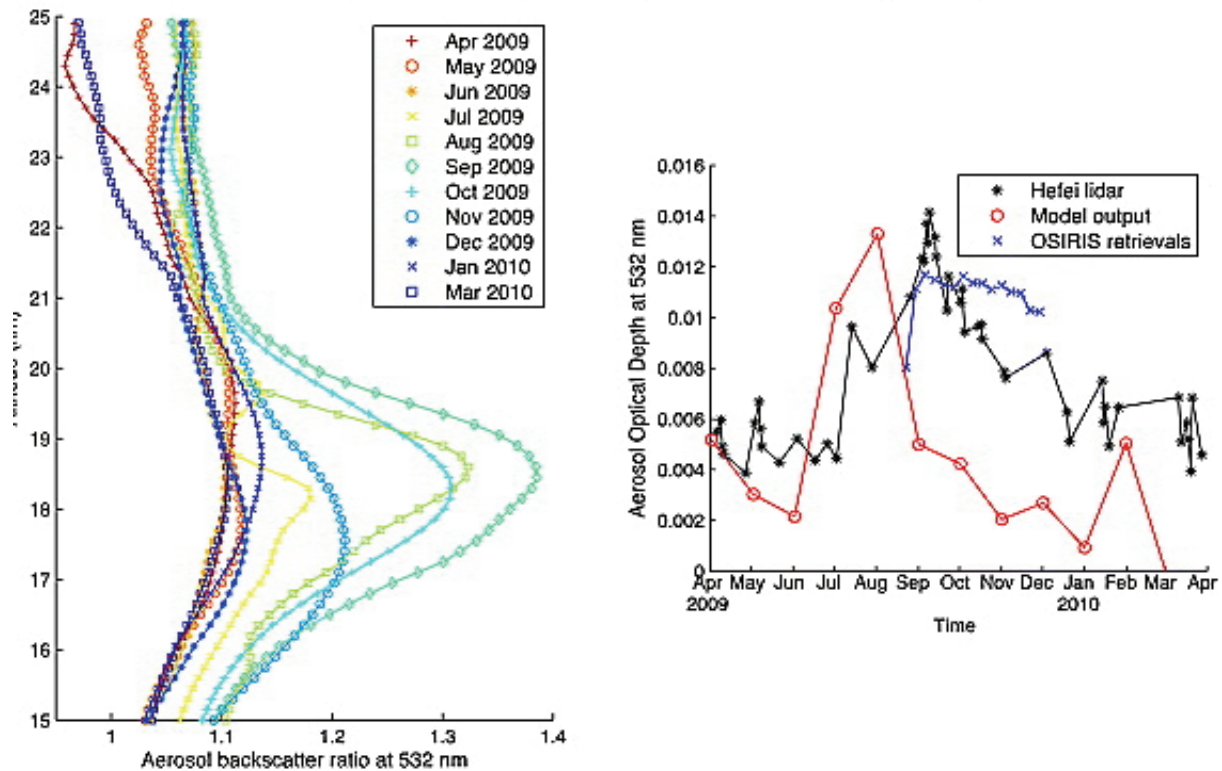 25
24
23
22
21
20
19
18
17
16
15
1
1.1
1.2
1.3
1.4
Aerosol backscatter ratio at 532 nm
Apr 2009
May 2009
Jun 2009
Jul 2009
Aug 2009
Sep 2009
Oct 2009
Nov 2009
Dec 2009
Jan 2010
Mar 2010
0.016
0.014
0.012
0.01
0.008
0.006
0.004
0.002
0
Aerosol Optical Depth at 532 nm
Hefei lidar
Model output
OSIRIS retrievals
Apr May Jun Jul Aug Sep Oct Nov Dec Jan Feb Mar Apr
2009 2010
Time